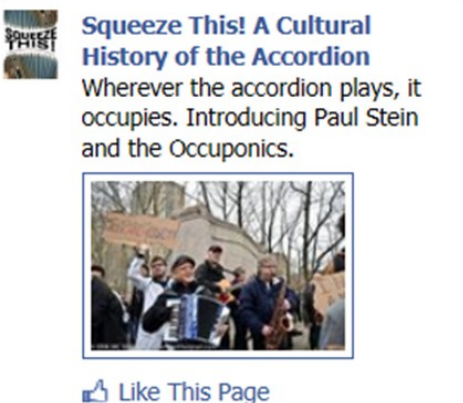 SQUEEZE
THIS!
Squeeze This! A Cultural
History of the Accordion
Wherever the accordion plays, it
occupies. Introducing Paul Stein
and the Occuponics.
Like This Page